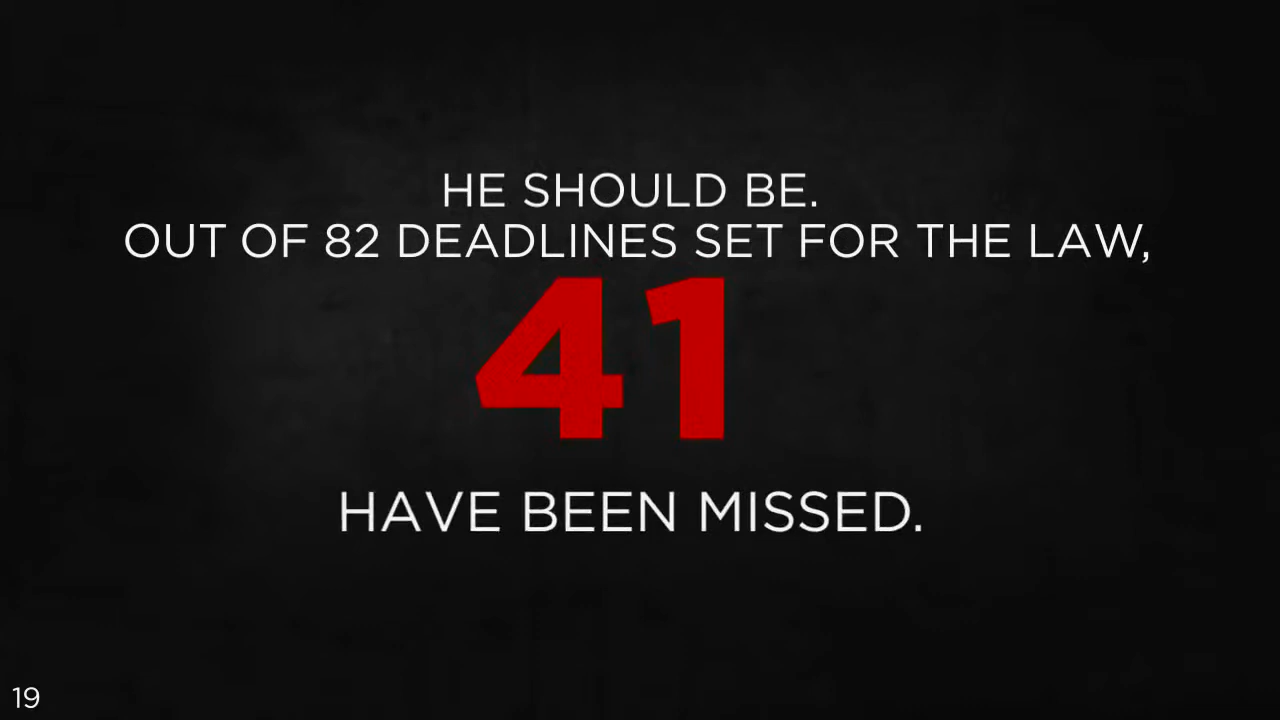 HE SHOULD BE.
OUT OF 82 DEADLINES SET FOR THE LAW,
41
HAVE BEEN MISSED.
19